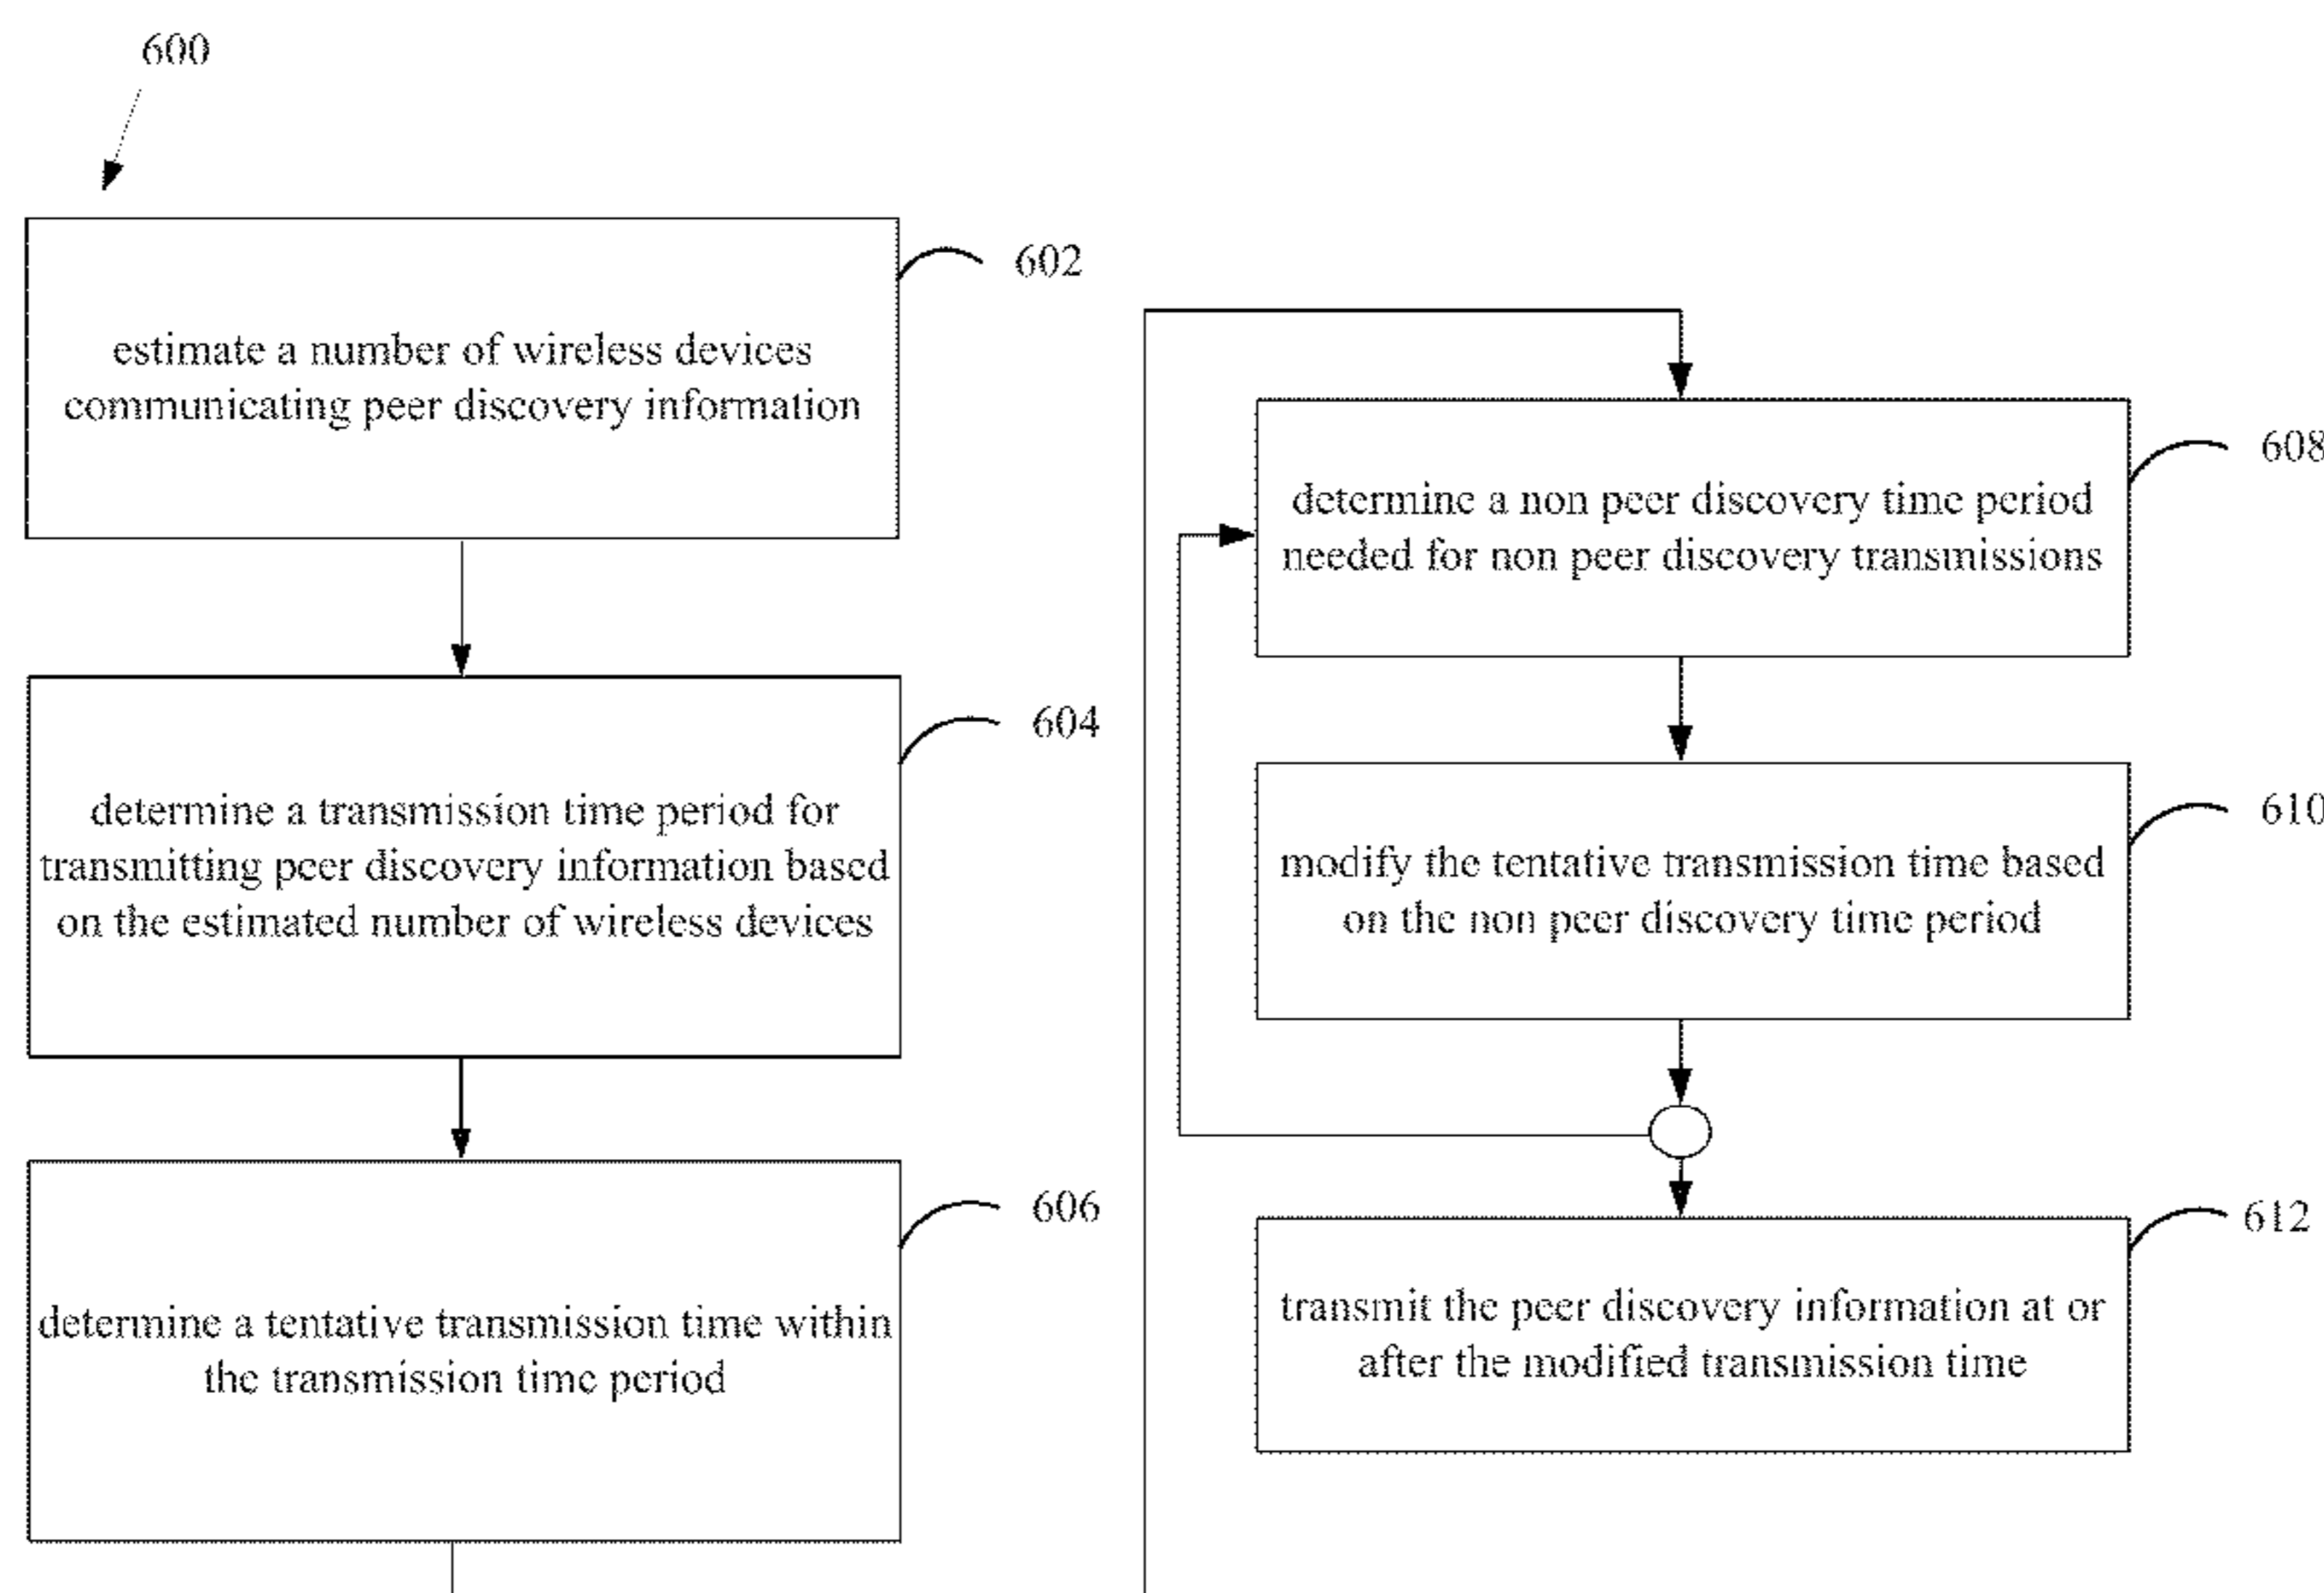 600
602
estimate a number of wireless devices
communicating peer discovery information
604
determine a transmission time period for
transmitting peer discovery information based
on the estimated number of wireless devices
606
determine a tentative transmission time within
the transmission time period
608
determine a non peer discovery time period
needed for non peer discovery transmissions
610
modify the tentative transmission time based
on the non peer discovery time period
612
transmit the peer discovery information at or
after the modified transmission time